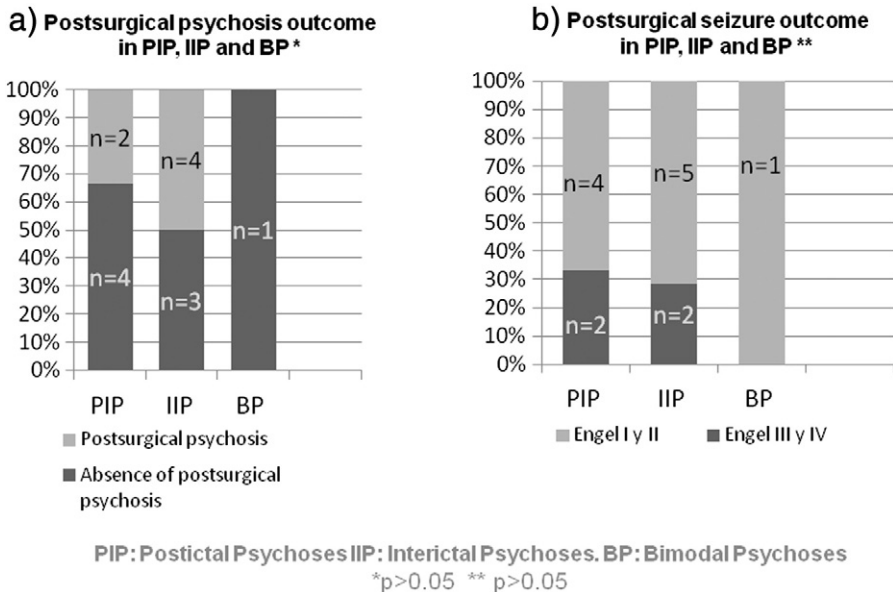 a) Postsurgical psychosis outcome
in PIP, IIP and BP *
100%
90%
80%
70%
60%
50%
40%
30%
20%
10%
0%
n=2
n=4
n=4
n=3
n=1
PIP
IIP
BP
Postsurgical psychosis
Absence of postsurgical
psychosis
b) Postsurgical seizure outcome
in PIP, IIP and BP **
100%
90%
80%
70%
60%
50%
40%
30%
20%
10%
0%
n=4
n=5
n=1
n=2
n=2
PIP
IIP
BP
Engel I y II
Engel III y IV
PIP: Postictal Psychoses IIP: Interictal Psychoses. BP: Bimodal Psychoses
*p>0.05 ** p>0.05